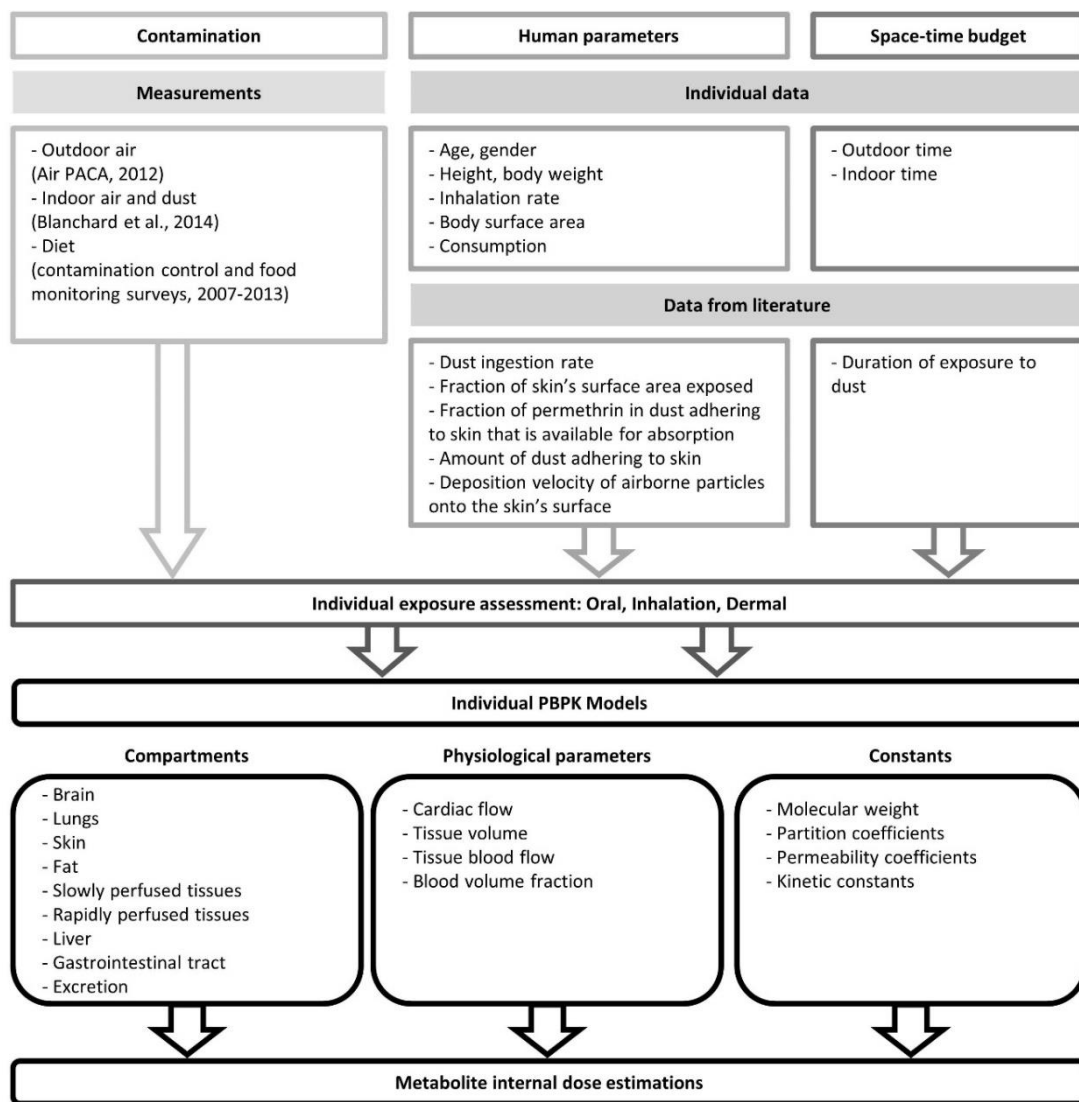 Contamination
Human parameters
Space-time budget
Measurements
Individual data
- Outdoor air
(Air PACA, 2012)
- Indoor air and dust
(Blanchard et al., 2014)
- Diet
(contamination control and food
monitoring surveys, 2007-2013)
- Age, gender
- Height, body weight
- Inhalation rate
- Body surface area
- Consumption
- Outdoor time
- Indoor time
Data from literature
- Dust ingestion rate
- Fraction of skin's surface area exposed
- Fraction of permethrin in dust adhering
to skin that is available for absorption
- Amount of dust adhering to skin
- Deposition velocity of airborne particles
onto the skin's surface
- Duration of exposure to
dust
Individual exposure assessment: Oral, Inhalation, Dermal
Individual PBPK Models
Compartments
- Brain
- Lungs
- Skin
- Fat
- Slowly perfused tissues
- Rapidly perfused tissues
- Liver
- Gastrointestinal tract
- Excretion
Physiological parameters
- Cardiac flow
- Tissue volume
- Tissue blood flow
- Blood volume fraction
Constants
- Molecular weight
- Partition coefficients
- Permeability coefficients
- Kinetic constants
Metabolite internal dose estimations